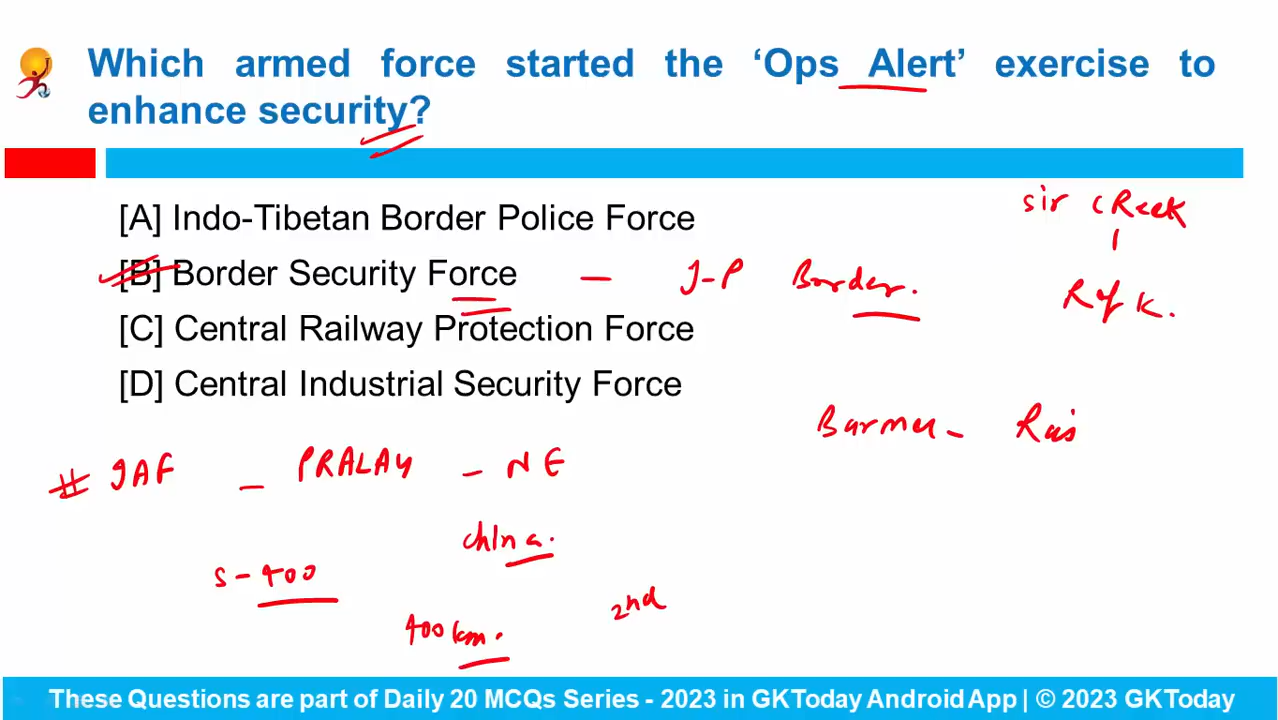 Which armed force started the ‘Ops Alert’ exercise to
enhance security?
[A] Indo-Tibetan Border Police Force
[B] Border Security Force
[C] Central Railway Protection Force
[D] Central Industrial Security Force
Sir CReek
I-P Border.
R of K.
Barmer - Ras
# IAF - PRALAY - NE
China.
S-400
400 km.
2nd
These Questions are part of Daily 20 MCQs Series - 2023 in GKToday Android App | © 2023 GKToday